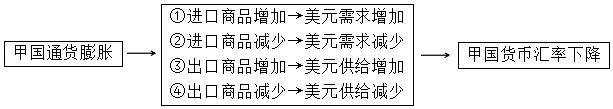 甲国通货膨胀
①进口商品增加→美元需求增加
②进口商品减少→美元需求减少
③出口商品增加→美元供给增加
④出口商品减少→美元供给减少
甲国货币汇率下降